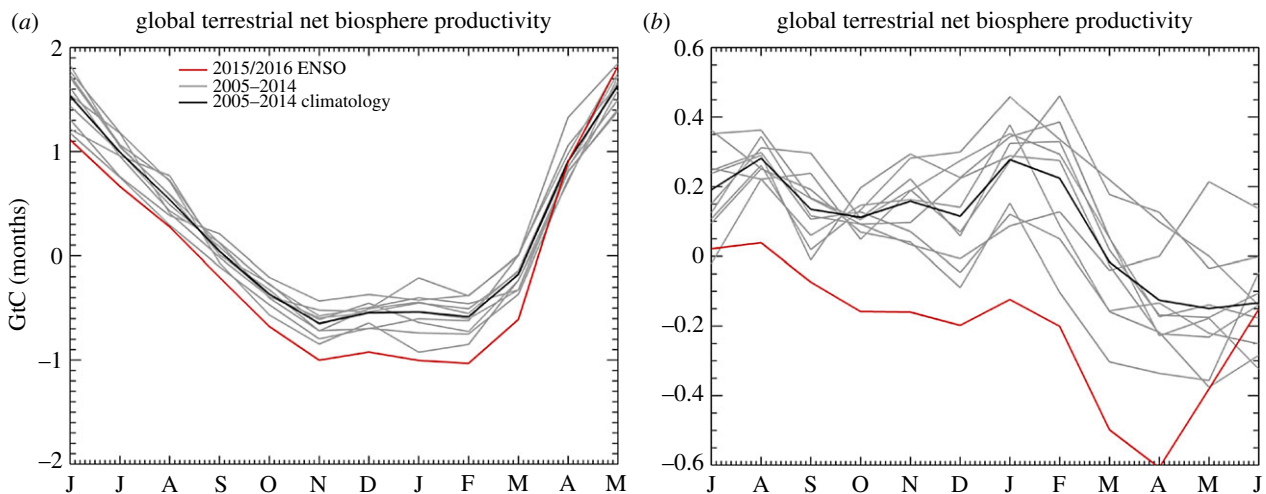 (a) global terrestrial net biosphere productivity
2
1
0
–1
–2
GtC (months)
2015/2016 ENSO
2005–2014
2005–2014 climatology
J J A S O N D J F M A M
(b) global terrestrial net biosphere productivity
0.6
0.4
0.2
0
–0.2
–0.4
–0.6
J A S O N D J F M A M J